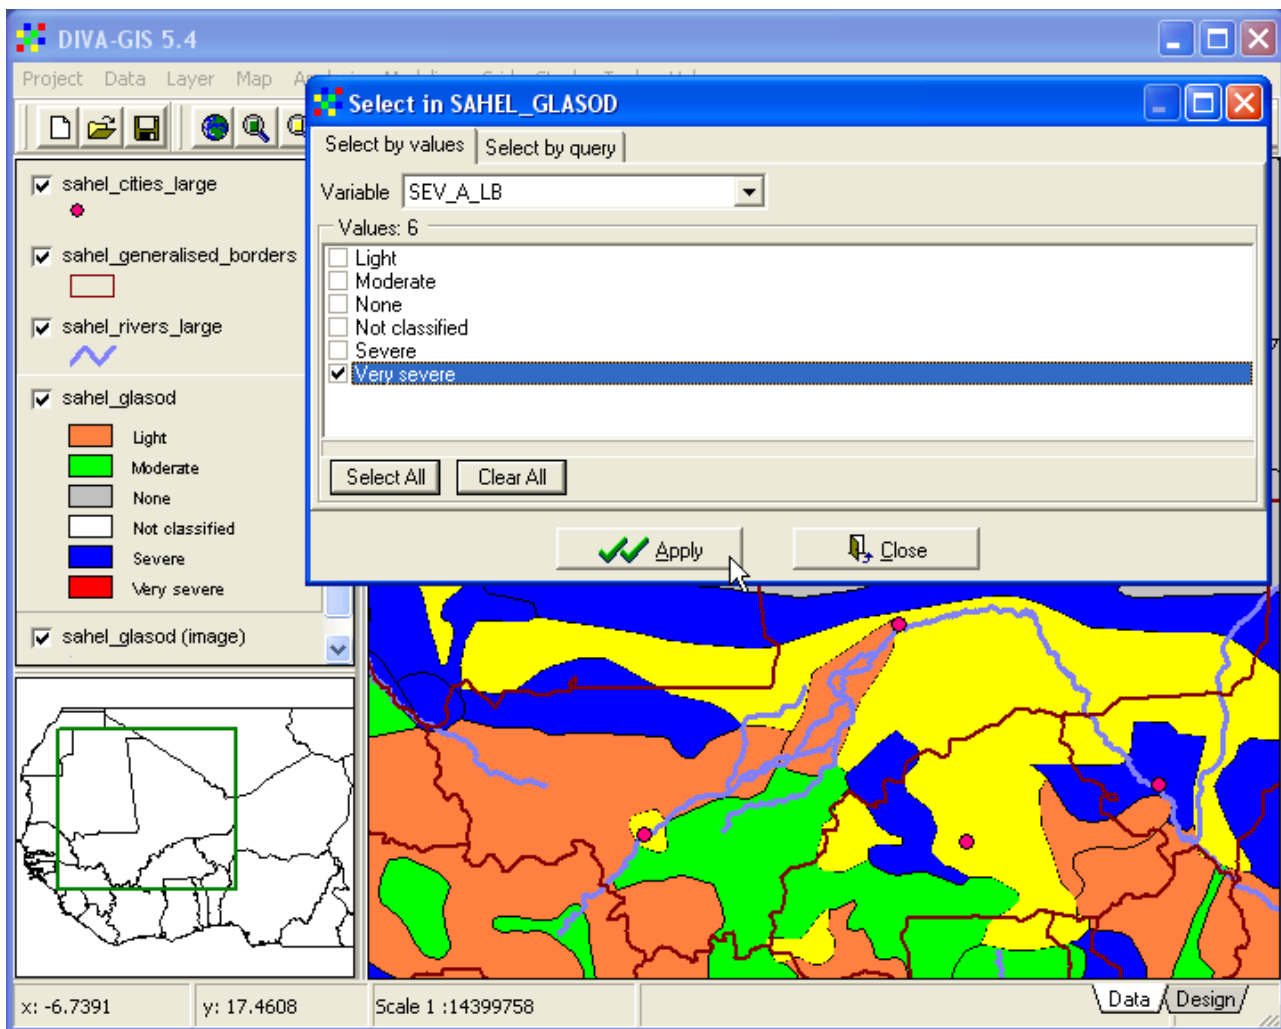 DIVA-GIS 5.4
Project Data Layer Map
Select in SAHEL_GLASOD
Select by values Select by query
Variable SEV_A_LB
Values: 6
Light
Moderate
None
Not classified
Severe
Very severe
Select All Clear All
Apply Close
sahel_cities_large
sahel_generalised_borders
sahel_rivers_large
sahel_glasod
Light
Moderate
None
Not classified
Severe
Very severe
sahel_glasod (image)
x: -6.7391 y: 17.4608 Scale 1 :14399758 Data Design